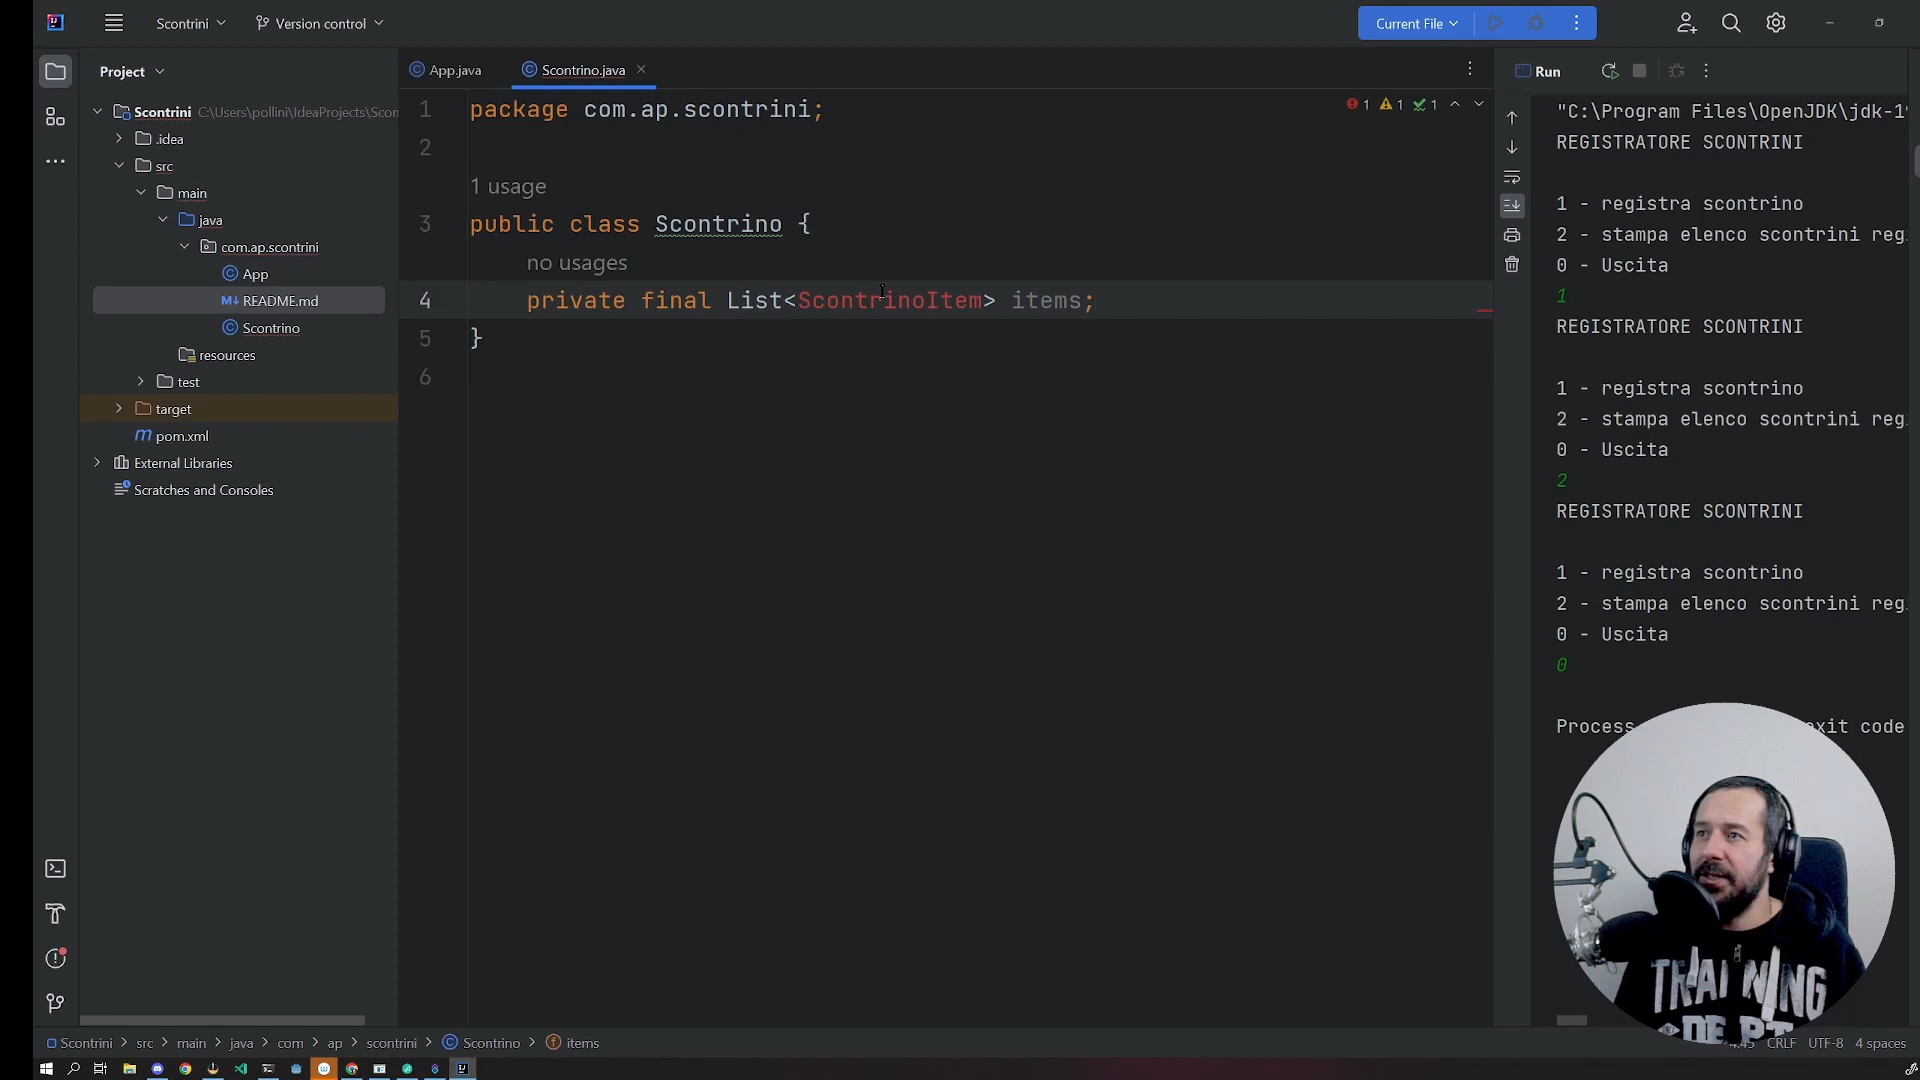 Scontrini
Version control
Current File
Project
App.java
Scontrino.java
Run
Scontrini C:\Users\pollini\IdeaProjects\Scon
.idea
src
main
java
com.ap.scontrini
App
README.md
Scontrino
resources
test
target
pom.xml
External Libraries
Scratches and Consoles
1 package com.ap.scontrini;
1 1 1
2
1 usage
3 public class Scontrino {
no usages
4 private final List<ScontrinoItem> items;
5 }
6
"C:\Program Files\OpenJDK\jdk-1
REGISTRATORE SCONTRINI
1 - registra scontrino
2 - stampa elenco scontrini reg
0 - Uscita
1
REGISTRATORE SCONTRINI
1 - registra scontrino
2 - stampa elenco scontrini reg
0 - Uscita
2
REGISTRATORE SCONTRINI
1 - registra scontrino
2 - stampa elenco scontrini reg
0 - Uscita
0
Process exit code
TRAINING
Scontrini > src > main > java > com > ap > scontrini > Scontrino > items
CRLF UTF-8 4 spaces